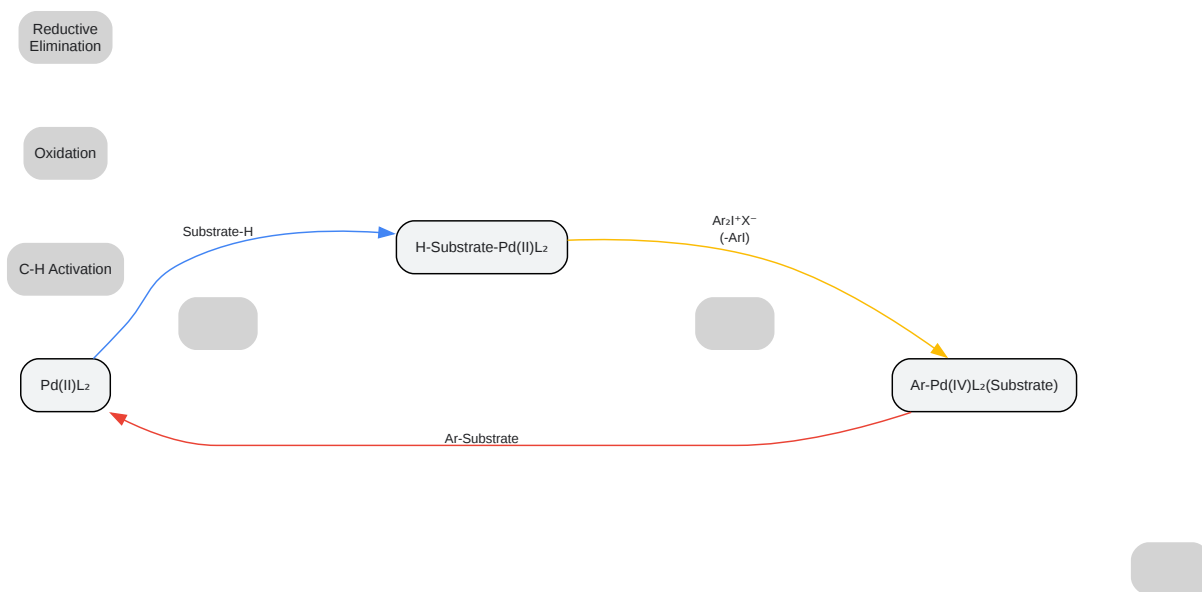 Reductive
Elimination
Oxidation
Substrate-H
Ar₂I⁺X⁻
(-ArI)
H-Substrate-Pd(II)L₂
C-H Activation
Pd(II)L₂
Ar-Pd(IV)L₂(Substrate)
Ar-Substrate